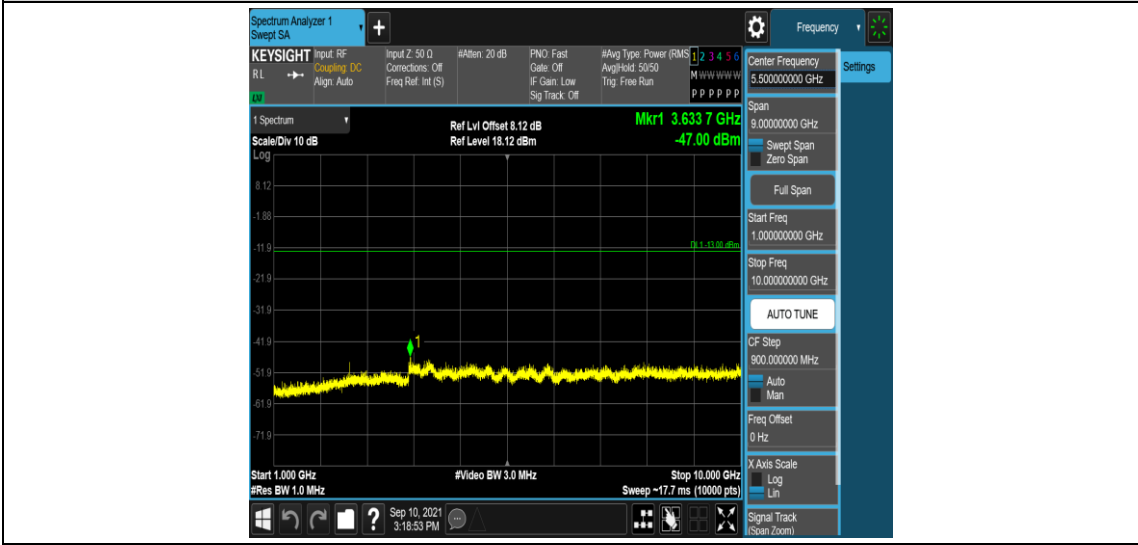 Spectrum Analyzer 1
Swept SA
+
Frequency
KEYSIGHT
RL
LM
Input: RF
Coupling: DC
Align: Auto
Input Z: 50 Ω
Corrections: Off
Freq Ref: Int (S)
#Atten: 20 dB
PNO: Fast
Gate: Off
IF Gain: Low
Sig Track: Off
#Avg Type: Power (RMS
Avg|Hold: 50/50
Trig: Free Run
1 2 3 4 5 6
M W W W W W
P P P P P P
Center Frequency
5.500000000 GHz
Settings
Span
9.00000000 GHz
Swept Span
Zero Span
Full Span
Start Freq
1.000000000 GHz
Stop Freq
10.000000000 GHz
AUTO TUNE
CF Step
900.000000 MHz
Auto
Man
Freq Offset
0 Hz
X Axis Scale
Log
Lin
Signal Track
(Span Zoom)
1 Spectrum
Scale/Div 10 dB
Log
Ref Lvl Offset 8.12 dB
Ref Level 18.12 dBm
Mkr1 3.633 7 GHz
-47.00 dBm
8.12
-1.88
-11.9
DL1 -13.00 dBm
-21.9
-31.9
-41.9
1
-51.9
-61.9
-71.9
Start 1.000 GHz
#Res BW 1.0 MHz
#Video BW 3.0 MHz
Stop 10.000 GHz
Sweep ~17.7 ms (10000 pts)
?
Sep 10, 2021
3:18:53 PM